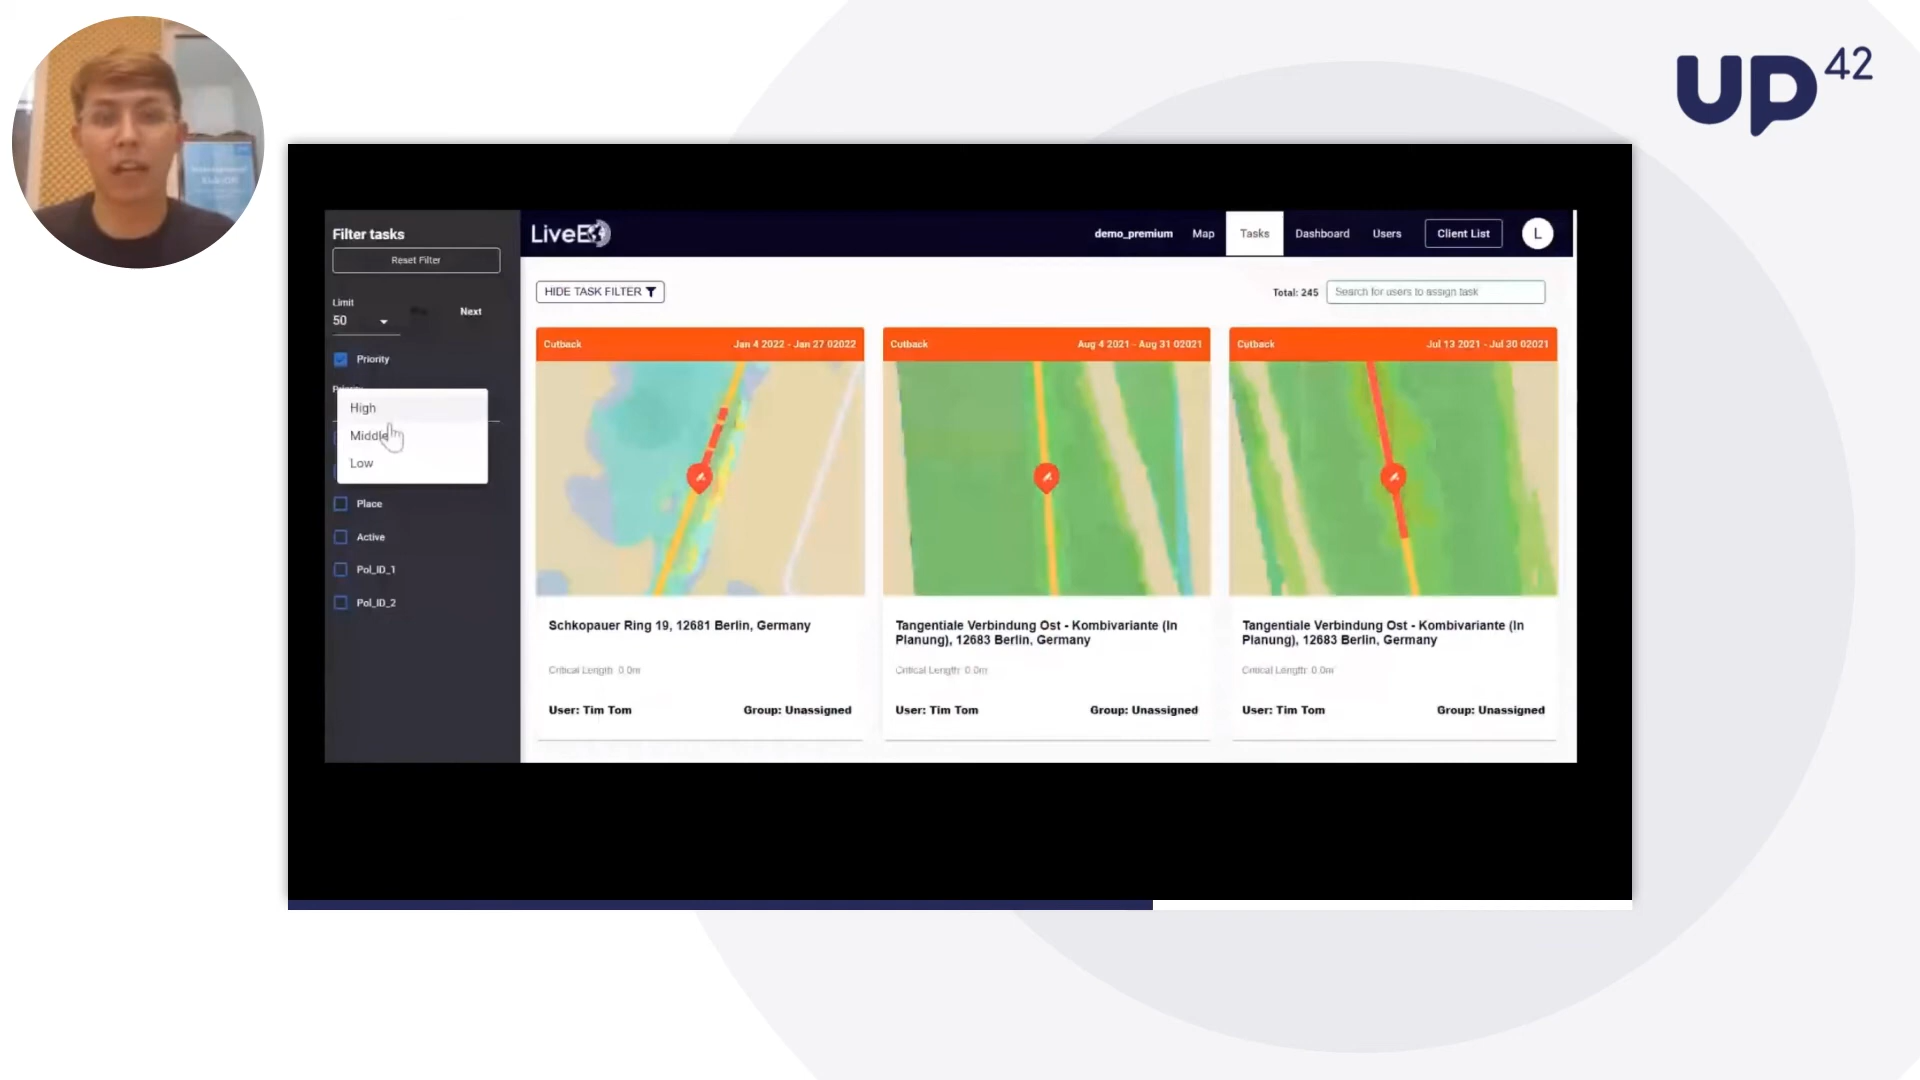 UP42
Filter tasks
Reset Filter
Limit
50
Next
Priority
High
Middle
Low
Place
Active
Pol_ID_1
Pol_ID_2
LiveEO
demo_premium
Map
Tasks
Dashboard
Users
Client List
L
HIDE TASK FILTER
Total: 245
Search for users to assign task
Cutback
Jan 4 2022 - Jan 27 02022
Schkopauer Ring 19, 12681 Berlin, Germany
Critical Length: 0.0m
User: Tim Tom
Group: Unassigned
Cutback
Aug 4 2021 - Aug 31 02021
Tangentiale Verbindung Ost - Kombivariante (In
Planung), 12683 Berlin, Germany
Critical Length: 0.0m
User: Tim Tom
Group: Unassigned
Cutback
Jul 13 2021 - Jul 30 02021
Tangentiale Verbindung Ost - Kombivariante (In
Planung), 12683 Berlin, Germany
Critical Length: 0.0m
User: Tim Tom
Group: Unassigned